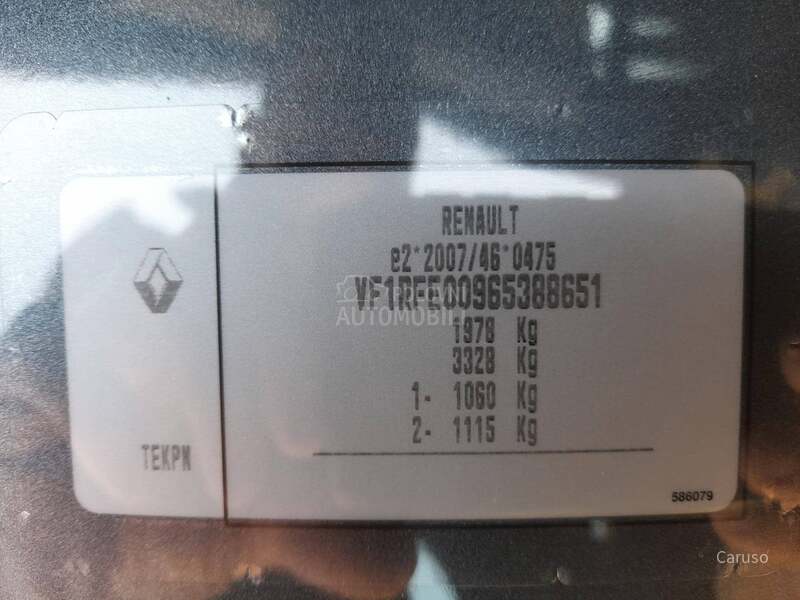 RENAULT
e2*2007/46*0475
VF1RFE00965388651
1978 Kg
3328 Kg
1- 1060 Kg
2- 1115 Kg
TEKPN
586079
AUTOMOBILI
Caruso